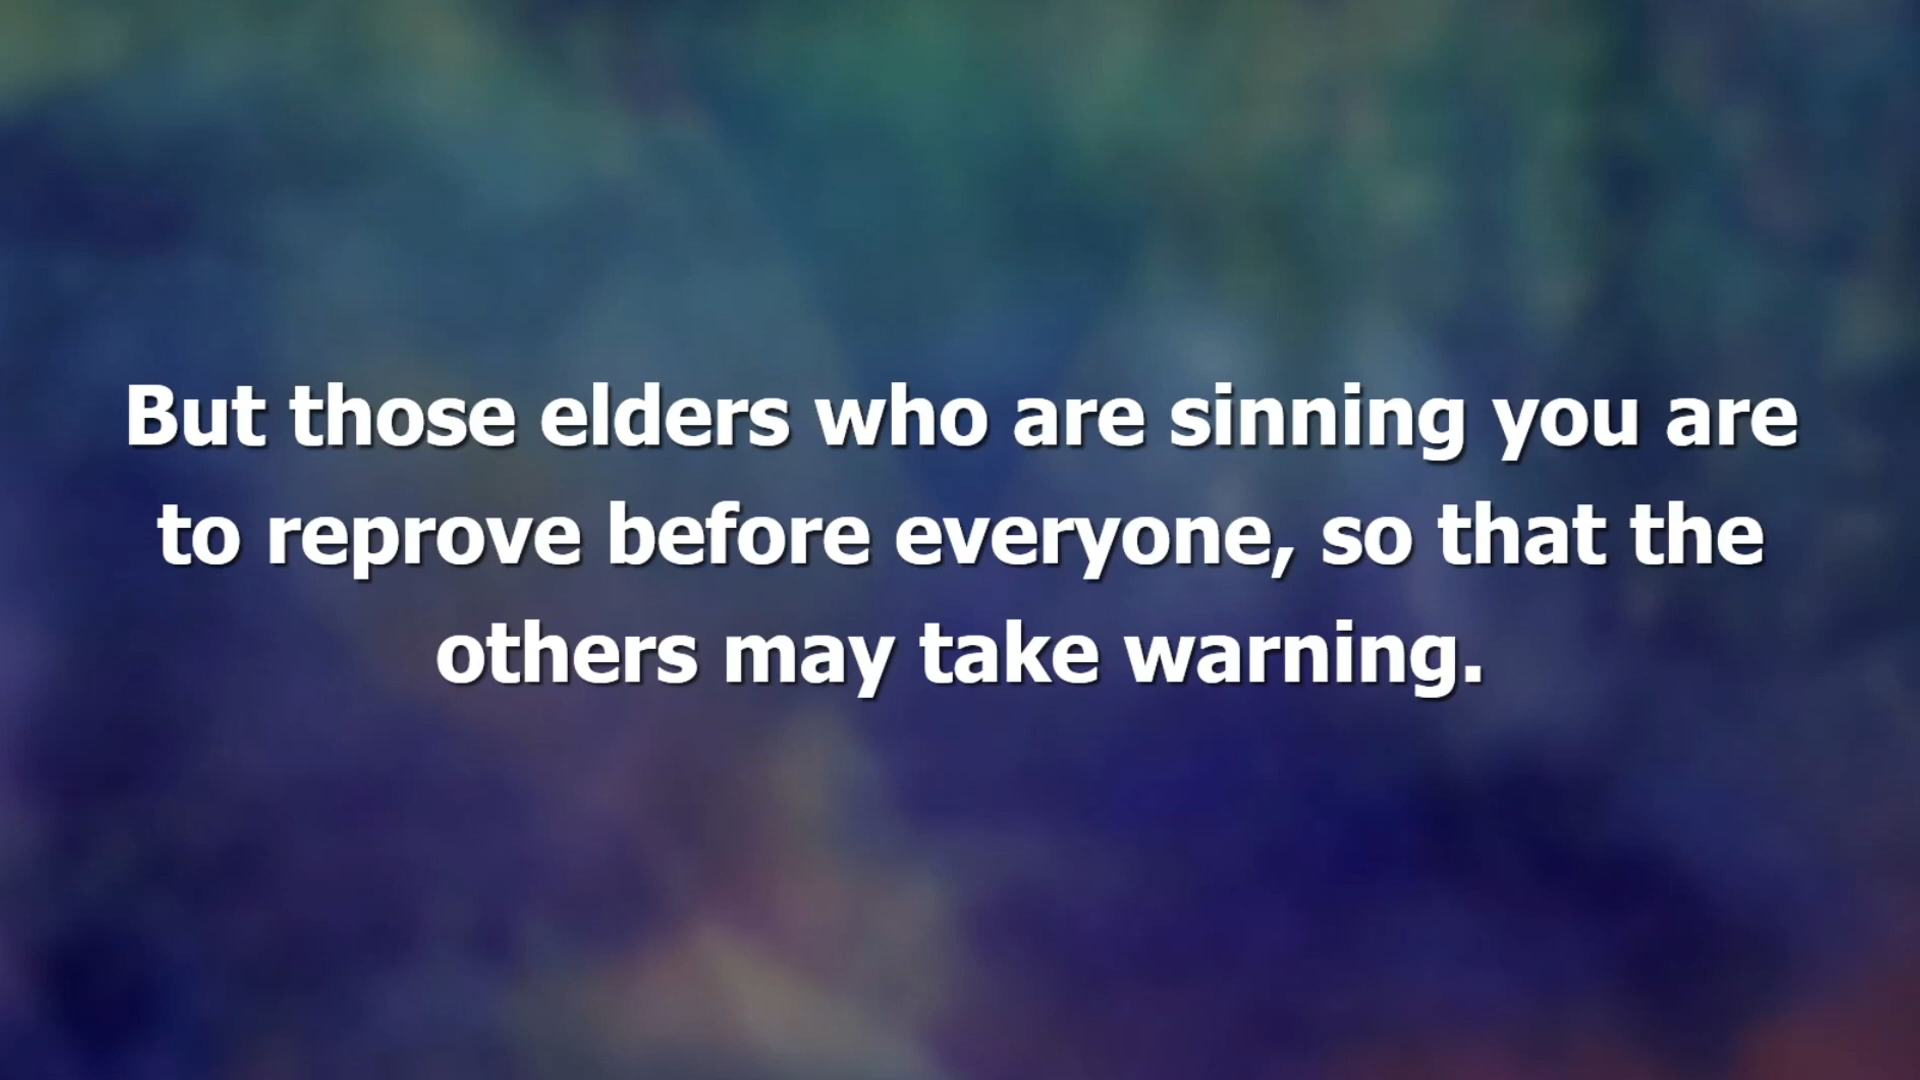 But those elders who are sinning you are
to reprove before everyone, so that the
others may take warning.